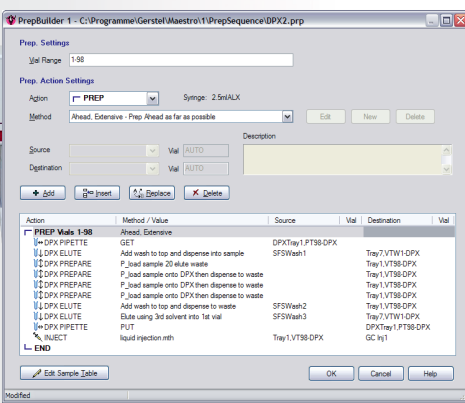 PrepBuilder 1 - C:\Programme\Gerstel\Maestro\1\PrepSequence\DPX2.prp
Prep. Settings
Vial Range 1-98
Prep. Action Settings
Action PREP Syringe: 2.5mlALX
Method Ahead, Extensive - Prep Ahead as far as possible Edit New Delete
Description
Source Vial AUTO
Destination Vial AUTO
Add Insert Replace Delete
Action Method / Value Source Vial Destination Vial
PREP Vials 1-98 Ahead, Extensive
DPX PIPETTE GET DPXTray1,PT98-DPX
DPX ELUTE Add wash to top and dispense into sample SFSWash1 Tray7,VTW1-DPX
DPX PREPARE P_load sample 20 elute waste Tray1,VT98-DPX
DPX PREPARE P_load sample onto DPX then dispense to waste Tray1,VT98-DPX
DPX PREPARE P_load sample onto DPX then dispense to waste Tray1,VT98-DPX
DPX PREPARE P_load sample onto DPX then dispense to waste Tray1,VT98-DPX
DPX ELUTE Add wash to top and dispense to waste SFSWash2 Tray1,VT98-DPX
DPX ELUTE Elute using 3rd solvent into 1st vial SFSWash3 Tray7,VTW1-DPX
DPX PIPETTE PUT DPXTray1,PT98-DPX
INJECT liquid injection.mth Tray1,VT98-DPX GC Inj1
END
Edit Sample Table OK Cancel Help
Modified